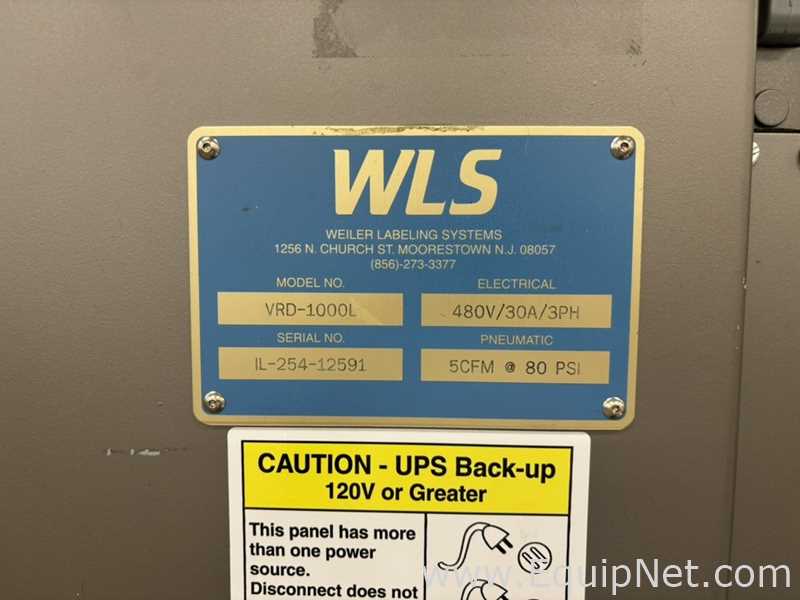 WLS
WEILER LABELING SYSTEMS
1256 N. CHURCH ST. MOORESTOWN N.J. 08057
(856)-273-3377
MODEL NO.
VRD-1000L
ELECTRICAL
480V/30A/3PH
SERIAL NO.
IL-254-12591
PNEUMATIC
5CFM @ 80 PSI
CAUTION - UPS Back-up
120V or Greater
This panel has more
than one power
source.
Disconnect does not
www.EquipNet.com